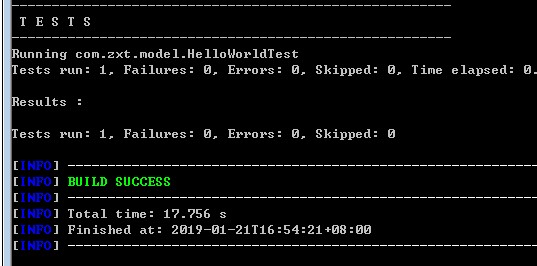 -------------------------------------------------------
 T E S T S
-------------------------------------------------------
Running com.zxt.model.HelloWorldTest
Tests run: 1, Failures: 0, Errors: 0, Skipped: 0, Time elapsed: 0.
Results :
Tests run: 1, Failures: 0, Errors: 0, Skipped: 0
[INFO] -----------------------------------------------------------
[INFO] BUILD SUCCESS
[INFO] -----------------------------------------------------------
[INFO] Total time: 17.756 s
[INFO] Finished at: 2019-01-21T16:54:21+08:00
[INFO] -----------------------------------------------------------